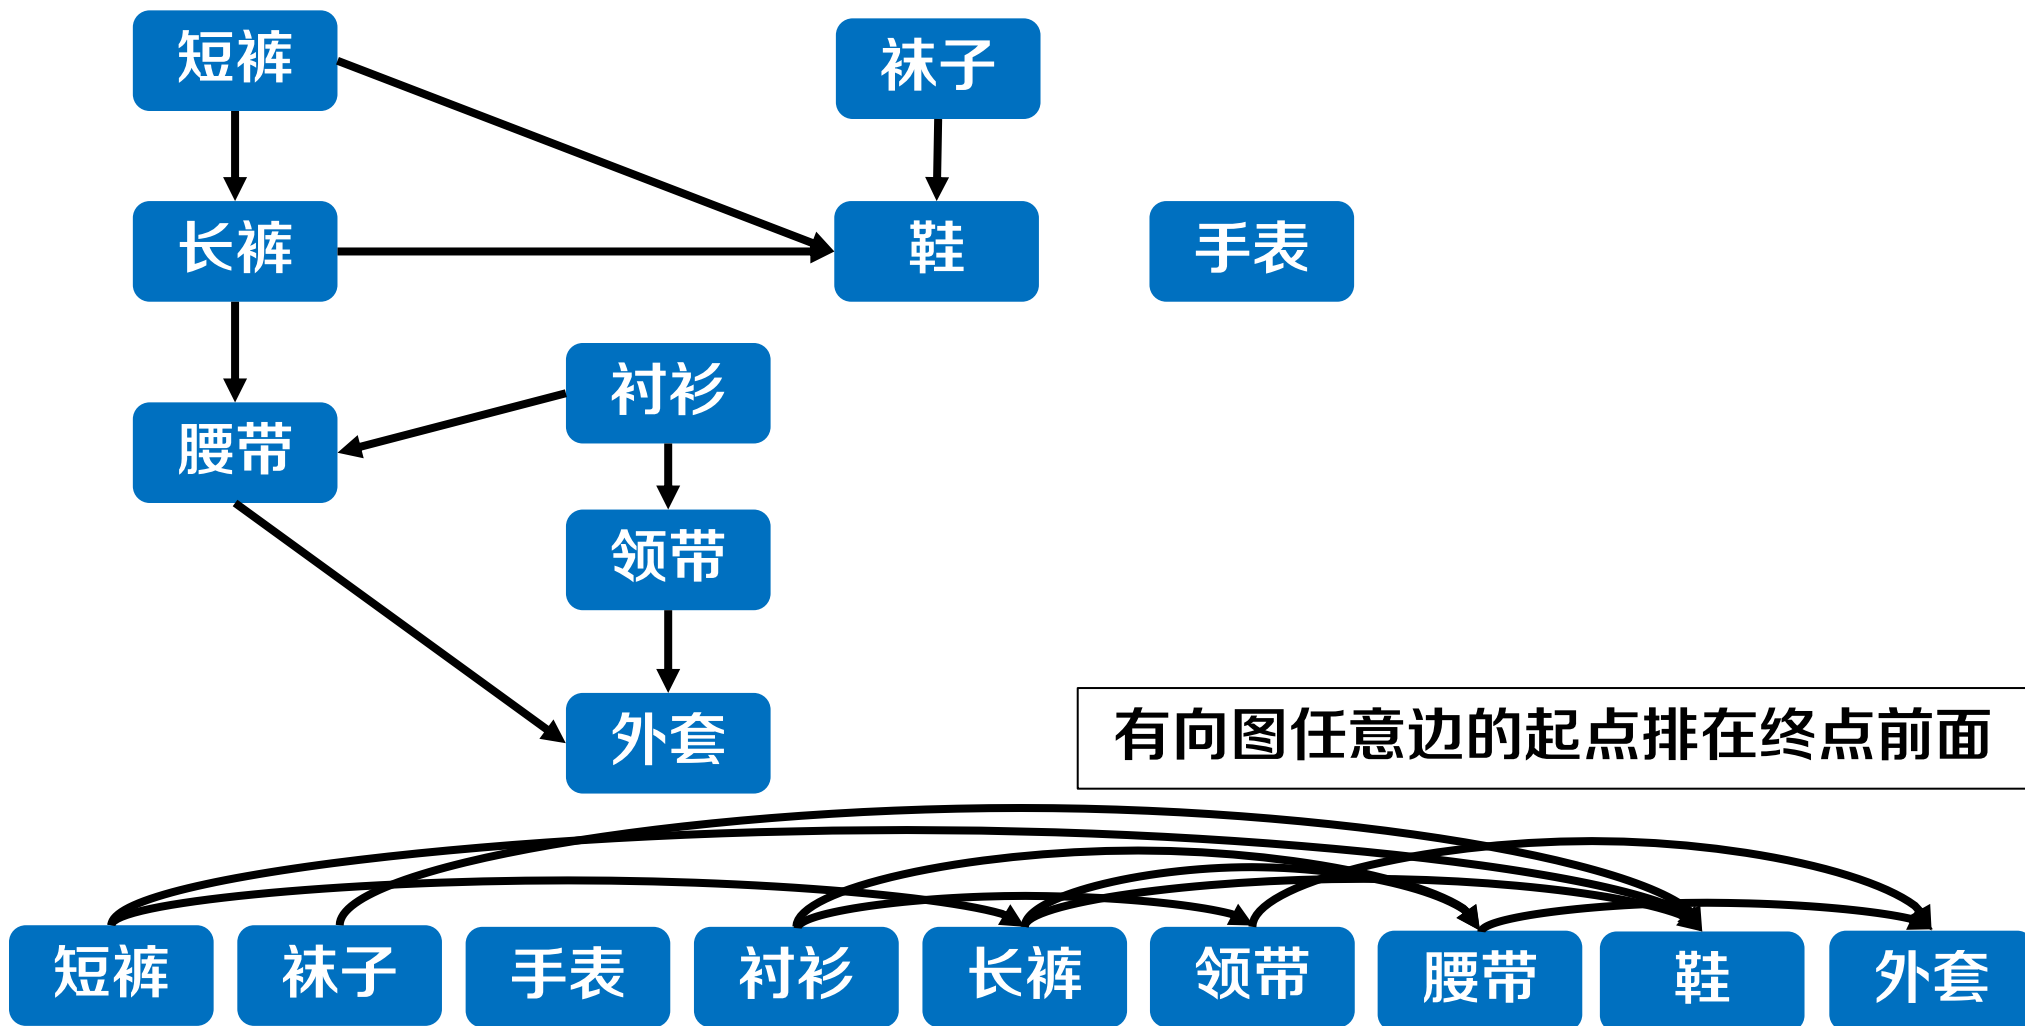 短裤
袜子
长裤
鞋
手表
衬衫
腰带
领带
外套
有向图任意边的起点排在终点前面
短裤
袜子
手表
衬衫
长裤
领带
腰带
鞋
外套